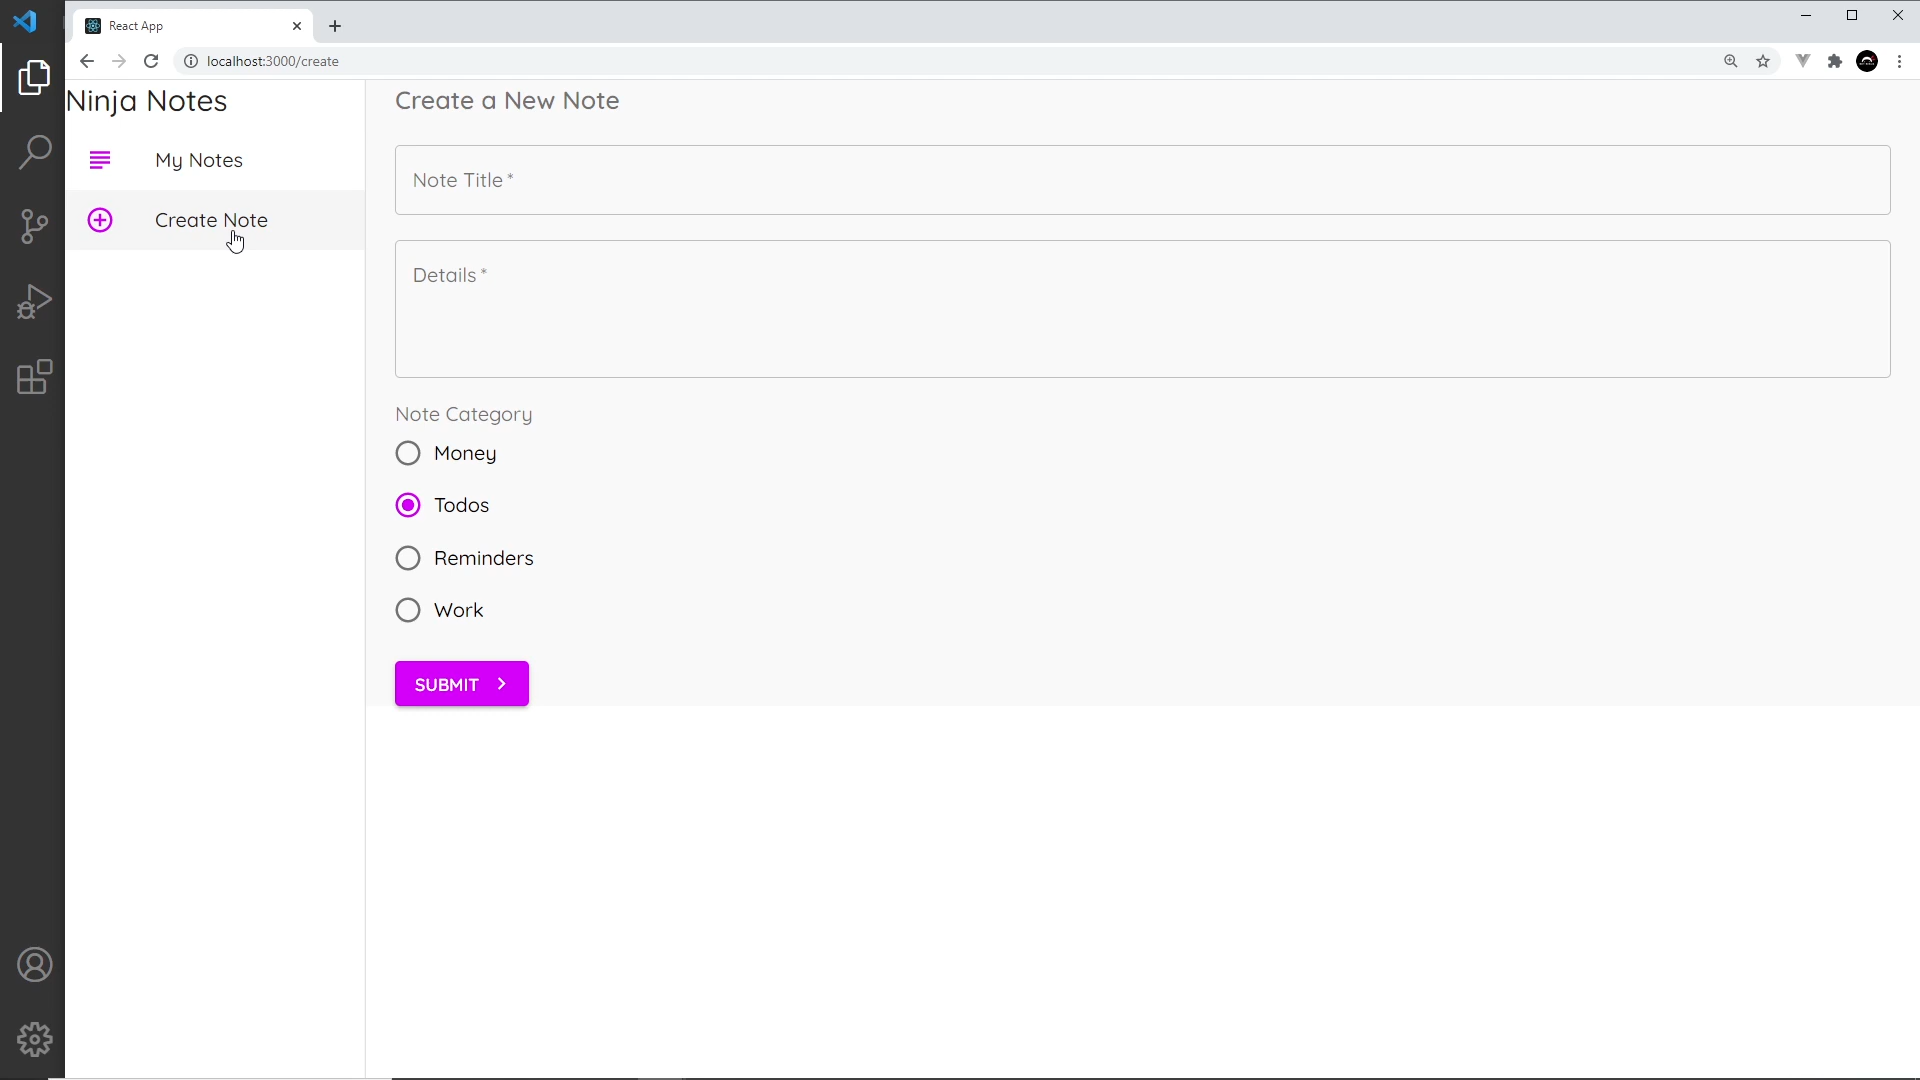 React App
localhost:3000/create
Ninja Notes
My Notes
Create Note
Create a New Note
Note Title *
Details *
Note Category
Money
Todos
Reminders
Work
SUBMIT